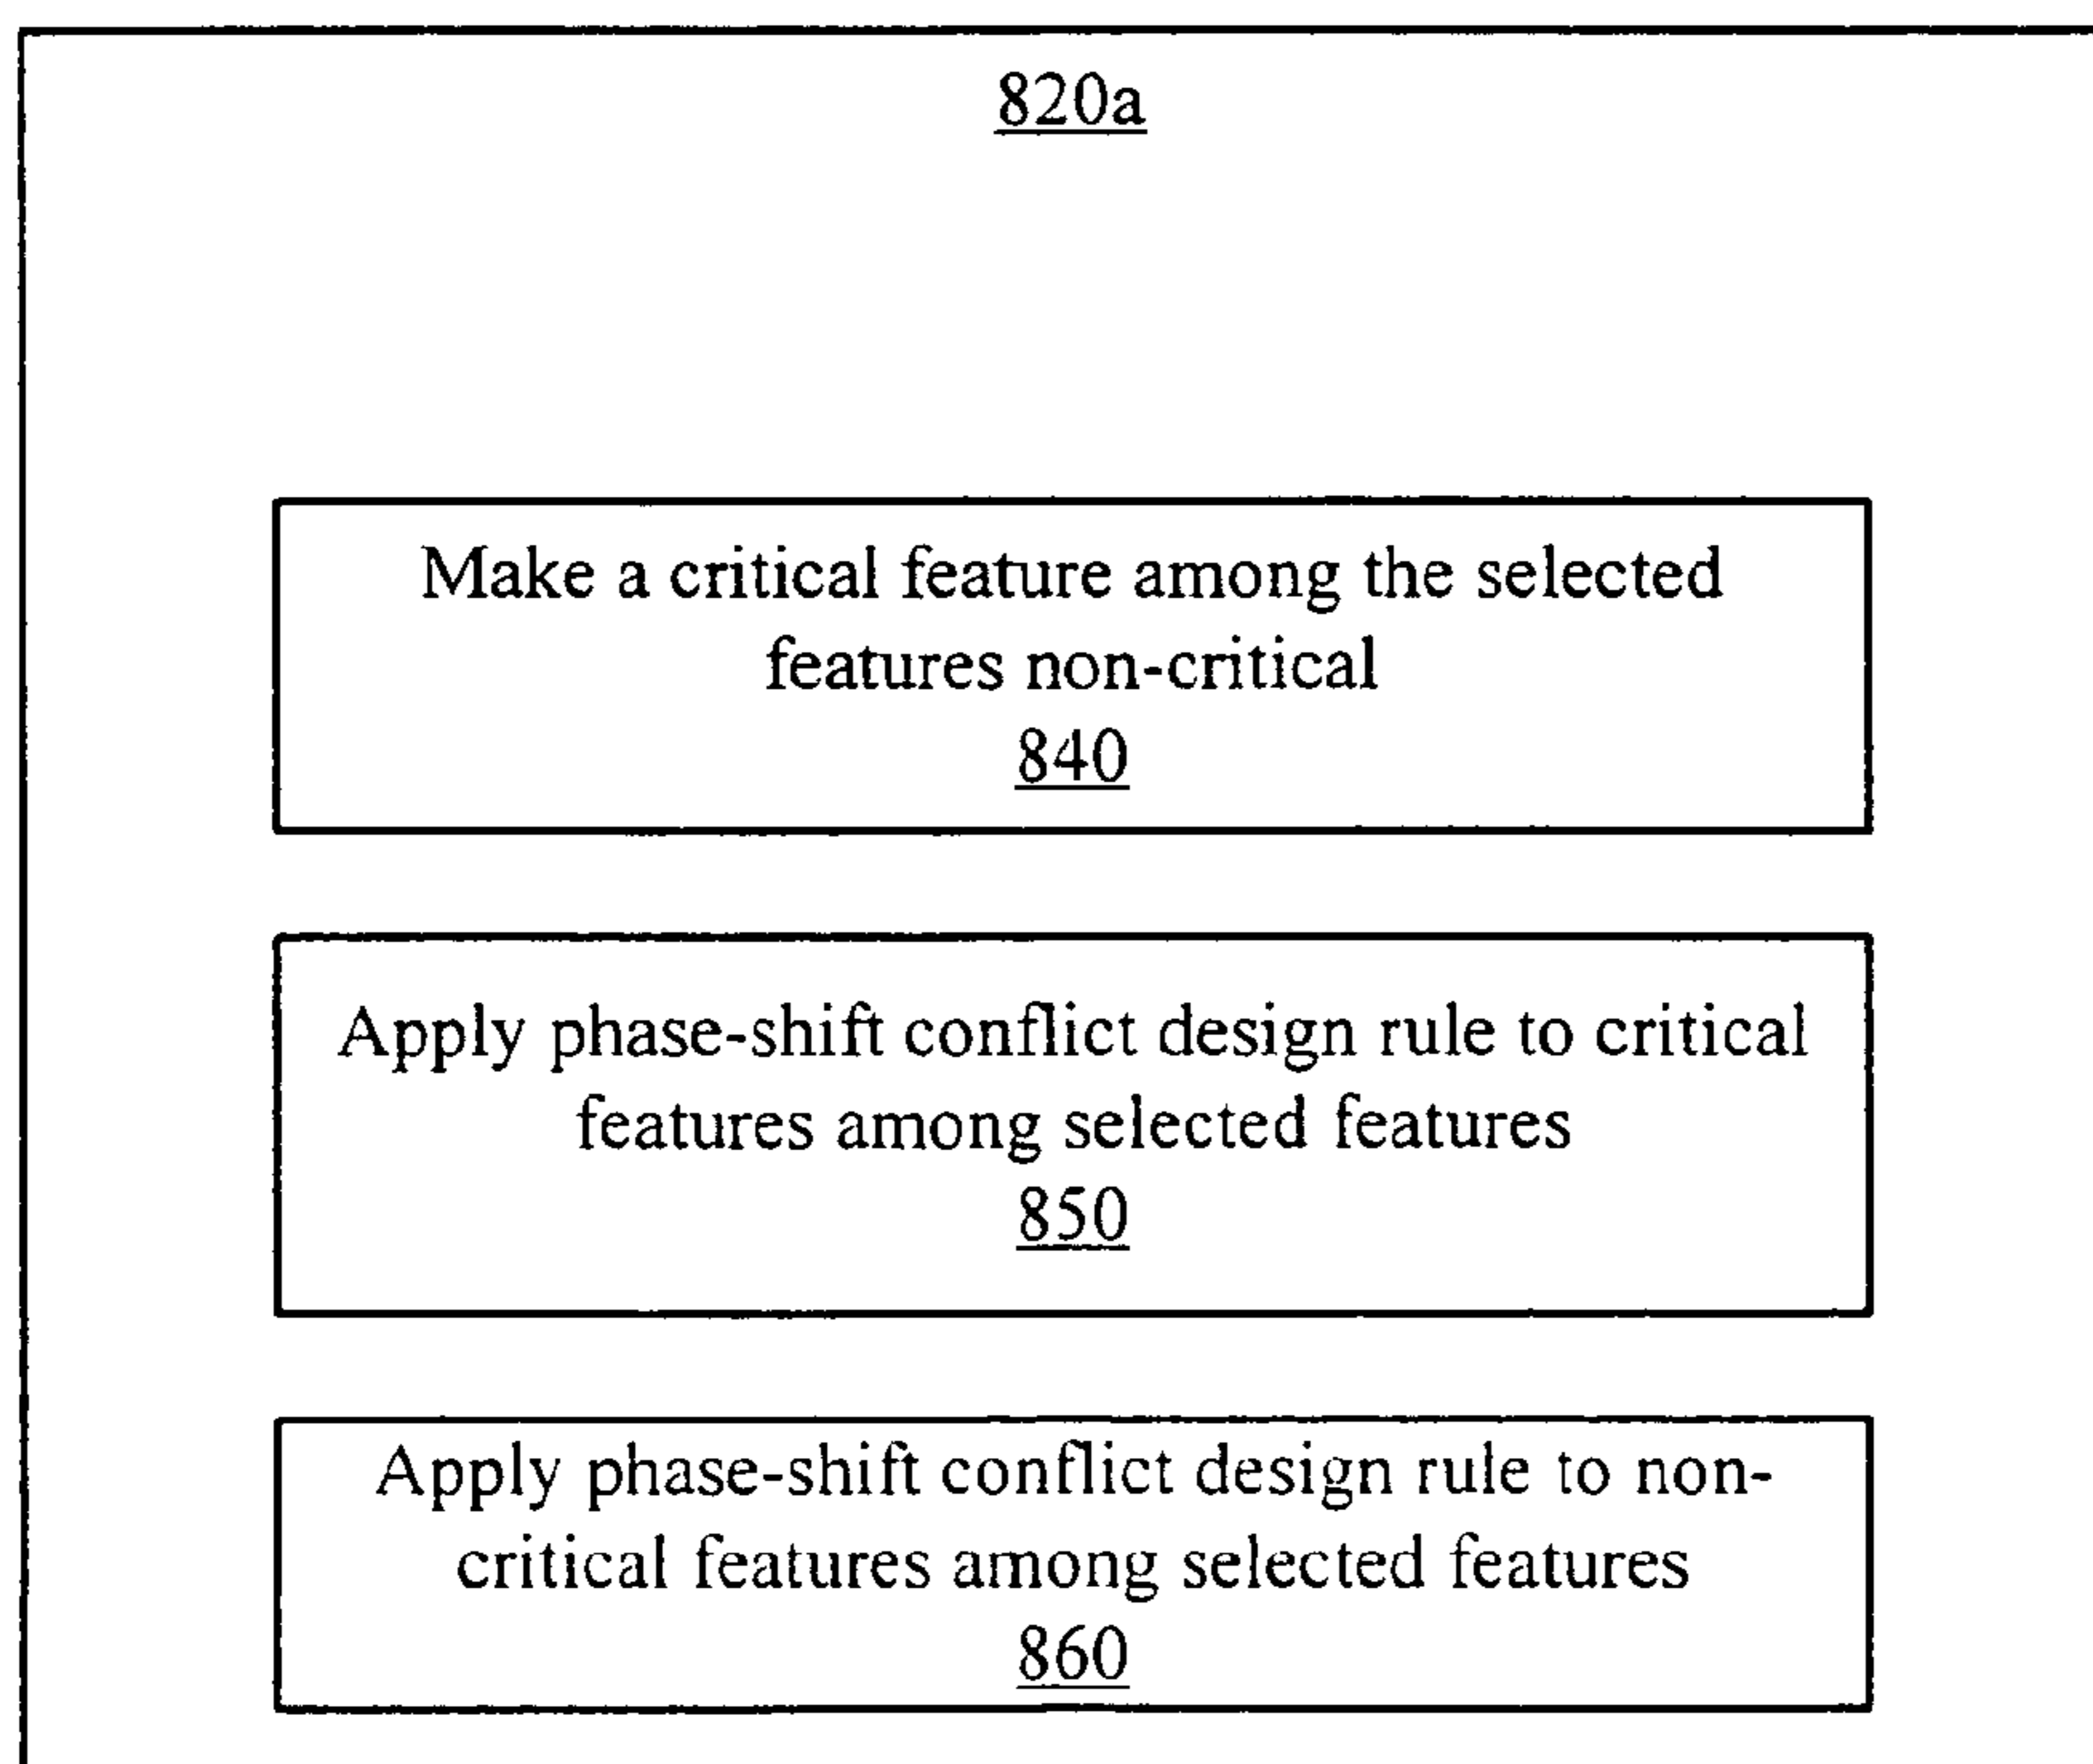 820a
Make a critical feature among the selected
features non-critical
840
Apply phase-shift conflict design rule to critical
features among selected features
850
Apply phase-shift conflict design rule to non-
critical features among selected features
860